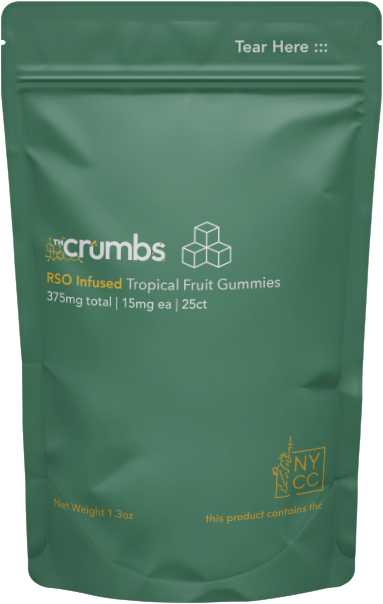 Tear Here :::
THcrumbs
RSO Infused Tropical Fruit Gummies
375mg total | 15mg ea | 25ct
NY
CC
Net Weight 1.3oz
this product contains thc